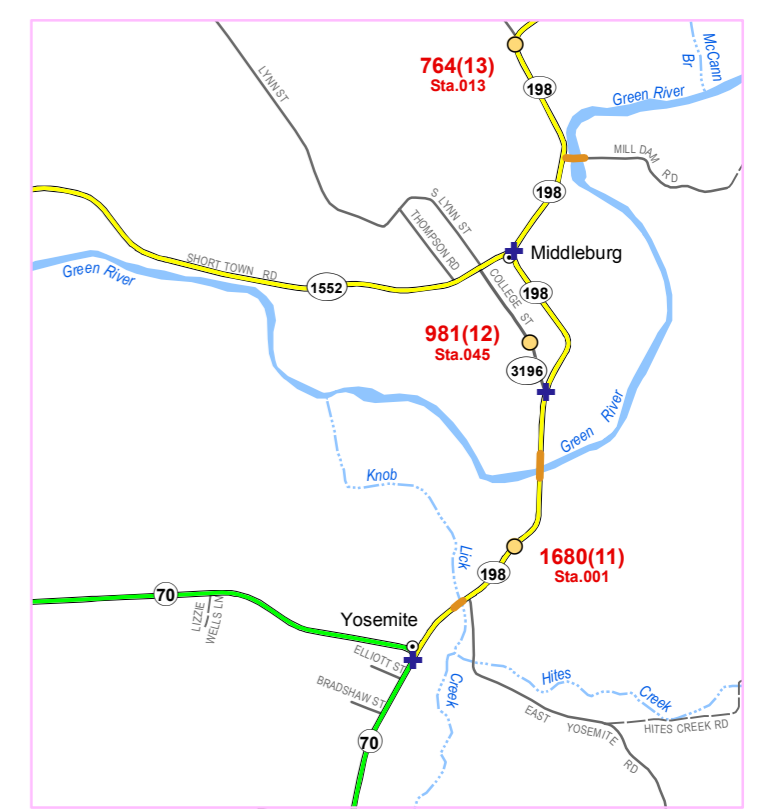 McCann
Br
764(13)
Sta.013
198
Green River
LYNN ST
MILL DAM
RD
198
S LYNN ST
THOMPSON RD
Middleburg
SHORT TOWN RD
Green River
1552
COLLEGE ST
198
981(12)
Sta.045
3196
Green River
Knob
Lick
Creek
1680(11)
Sta.001
198
70
LIZZIE
WELLS LN
Yosemite
ELLIOTT ST
BRADSHAW ST
Hites
Creek
EAST YOSEMITE
RD
HITES CREEK RD
70